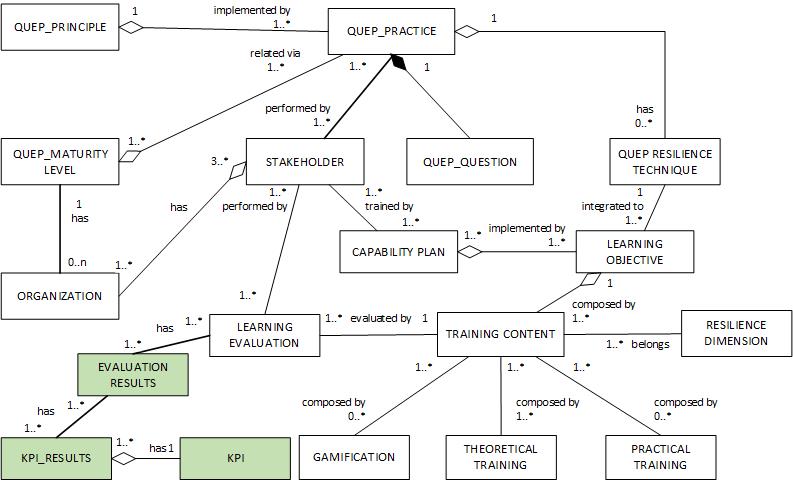 implemented by
1
1..*
1
QUEP_PRINCIPLE
QUEP_PRACTICE
related via
1..*
1..*
1
performed by
1..*
has
0..*
1..*
QUEP_MATURITY
LEVEL
3..*
STAKEHOLDER
QUEP_QUESTION
QUEP RESILIENCE
TECHNIQUE
1
has
has
1..*
performed by
1..*
trained by
1..*
1
integrated to
1..*
0..n
1..*
CAPABILITY PLAN
1..*
implemented by
1..*
LEARNING
OBJECTIVE
ORGANIZATION
1..*
1
composed by
1..*
has
1..*
1..*
LEARNING
EVALUATION
1..*
evaluated by
1
TRAINING CONTENT
1..*
belongs
RESILIENCE
DIMENSION
EVALUATION
RESULTS
1..*
1..*
1..*
has
1..*
1..*
composed by
0..*
composed by
1..*
composed by
0..*
KPI_RESULTS
1..*
has 1
KPI
GAMIFICATION
THEORETICAL
TRAINING
PRACTICAL
TRAINING